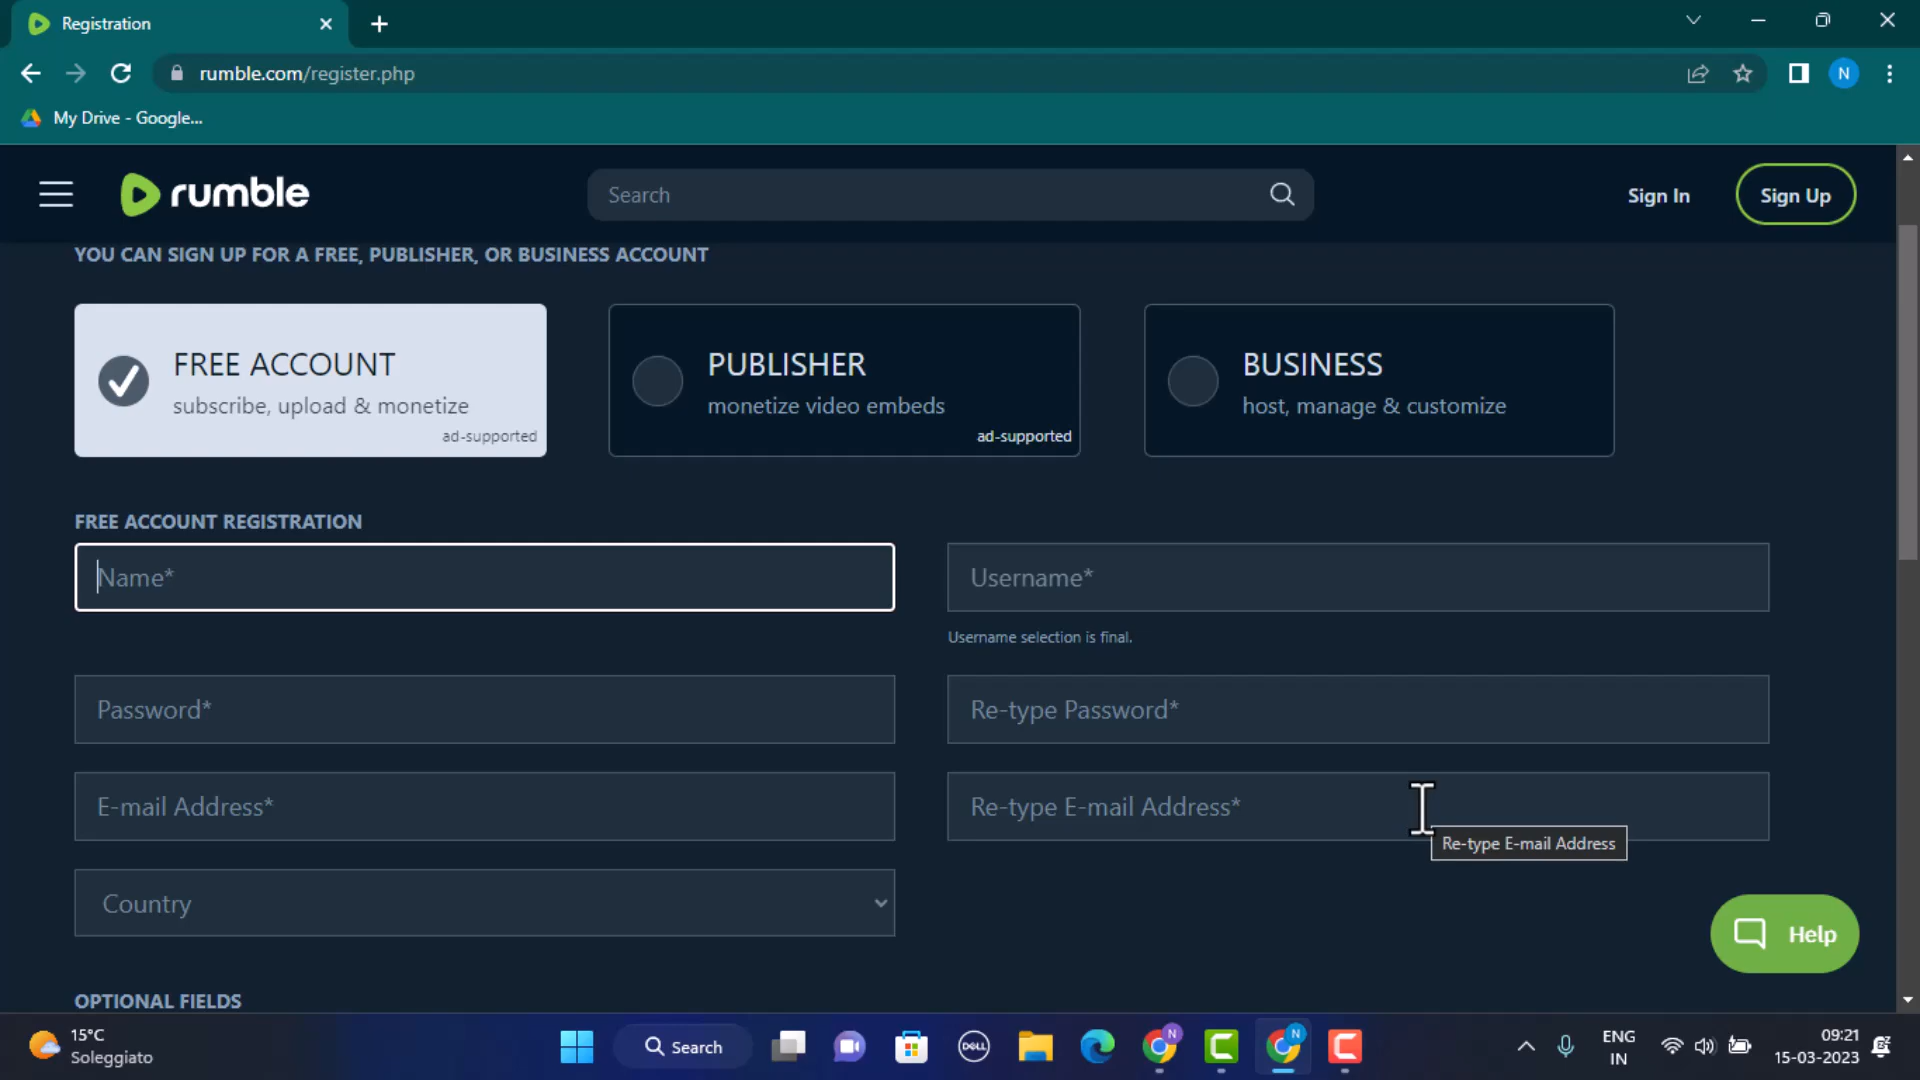 Registration
rumble.com/register.php
N
My Drive - Google...
rumble
Search
Sign In
Sign Up
YOU CAN SIGN UP FOR A FREE, PUBLISHER, OR BUSINESS ACCOUNT
FREE ACCOUNT
subscribe, upload & monetize
ad-supported
PUBLISHER
monetize video embeds
ad-supported
BUSINESS
host, manage & customize
FREE ACCOUNT REGISTRATION
Name*
Username*
Username selection is final.
Password*
Re-type Password*
E-mail Address*
Re-type E-mail Address*
Re-type E-mail Address
Country
Help
OPTIONAL FIELDS
15°C
Soleggiato
Search
DELL
N
N
ENG
IN
09:21
15-03-2023